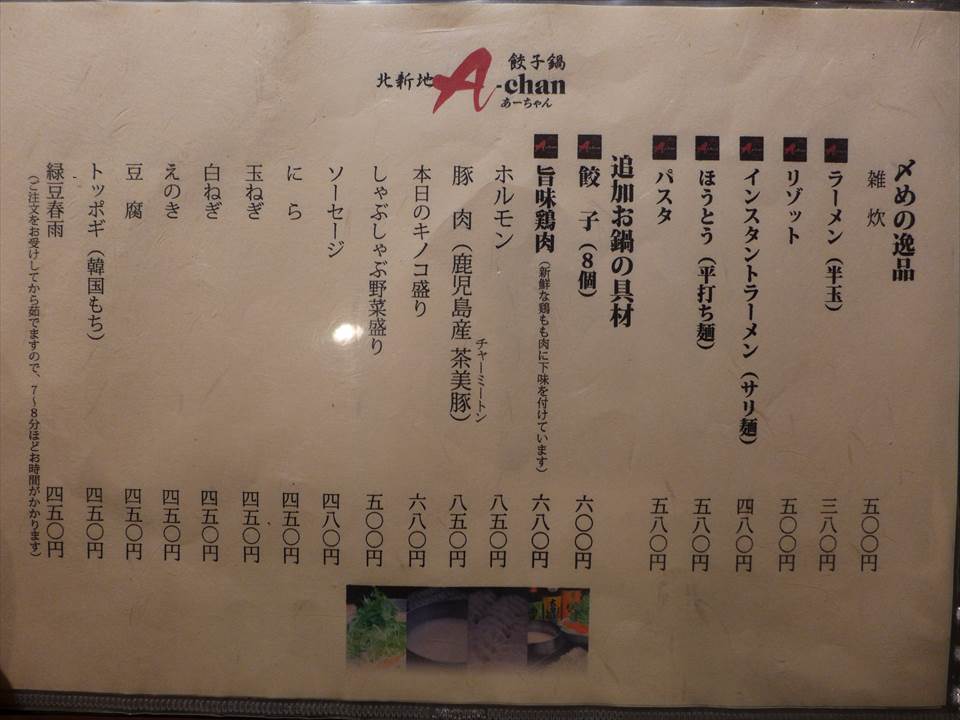 北新地 A-chan 餃子鍋
あーちゃん
〆めの逸品
雑炊 五〇〇円
ラーメン（半玉） 三八〇円
リゾット 五〇〇円
インスタントラーメン（サリ麺） 四八〇円
ほうとう（平打ち麺） 五八〇円
パスタ 五八〇円
追加お鍋の具材
餃子（8個） 六〇〇円
旨味鶏肉（新鮮な鶏もも肉に下味を付けています） 六八〇円
ホルモン 八五〇円
豚肉（鹿児島産 茶美豚） 八五〇円
チャーミートン
本日のキノコ盛り 六八〇円
しゃぶしゃぶ野菜盛り 五〇〇円
ソーセージ 四八〇円
にら 四五〇円
玉ねぎ 四五〇円
白ねぎ 四五〇円
えのき 四五〇円
豆腐 四五〇円
トッポギ（韓国もち） 四五〇円
緑豆春雨 四五〇円
（ご注文をお受けしてから茹でますので、7～8分ほどお時間がかかります）